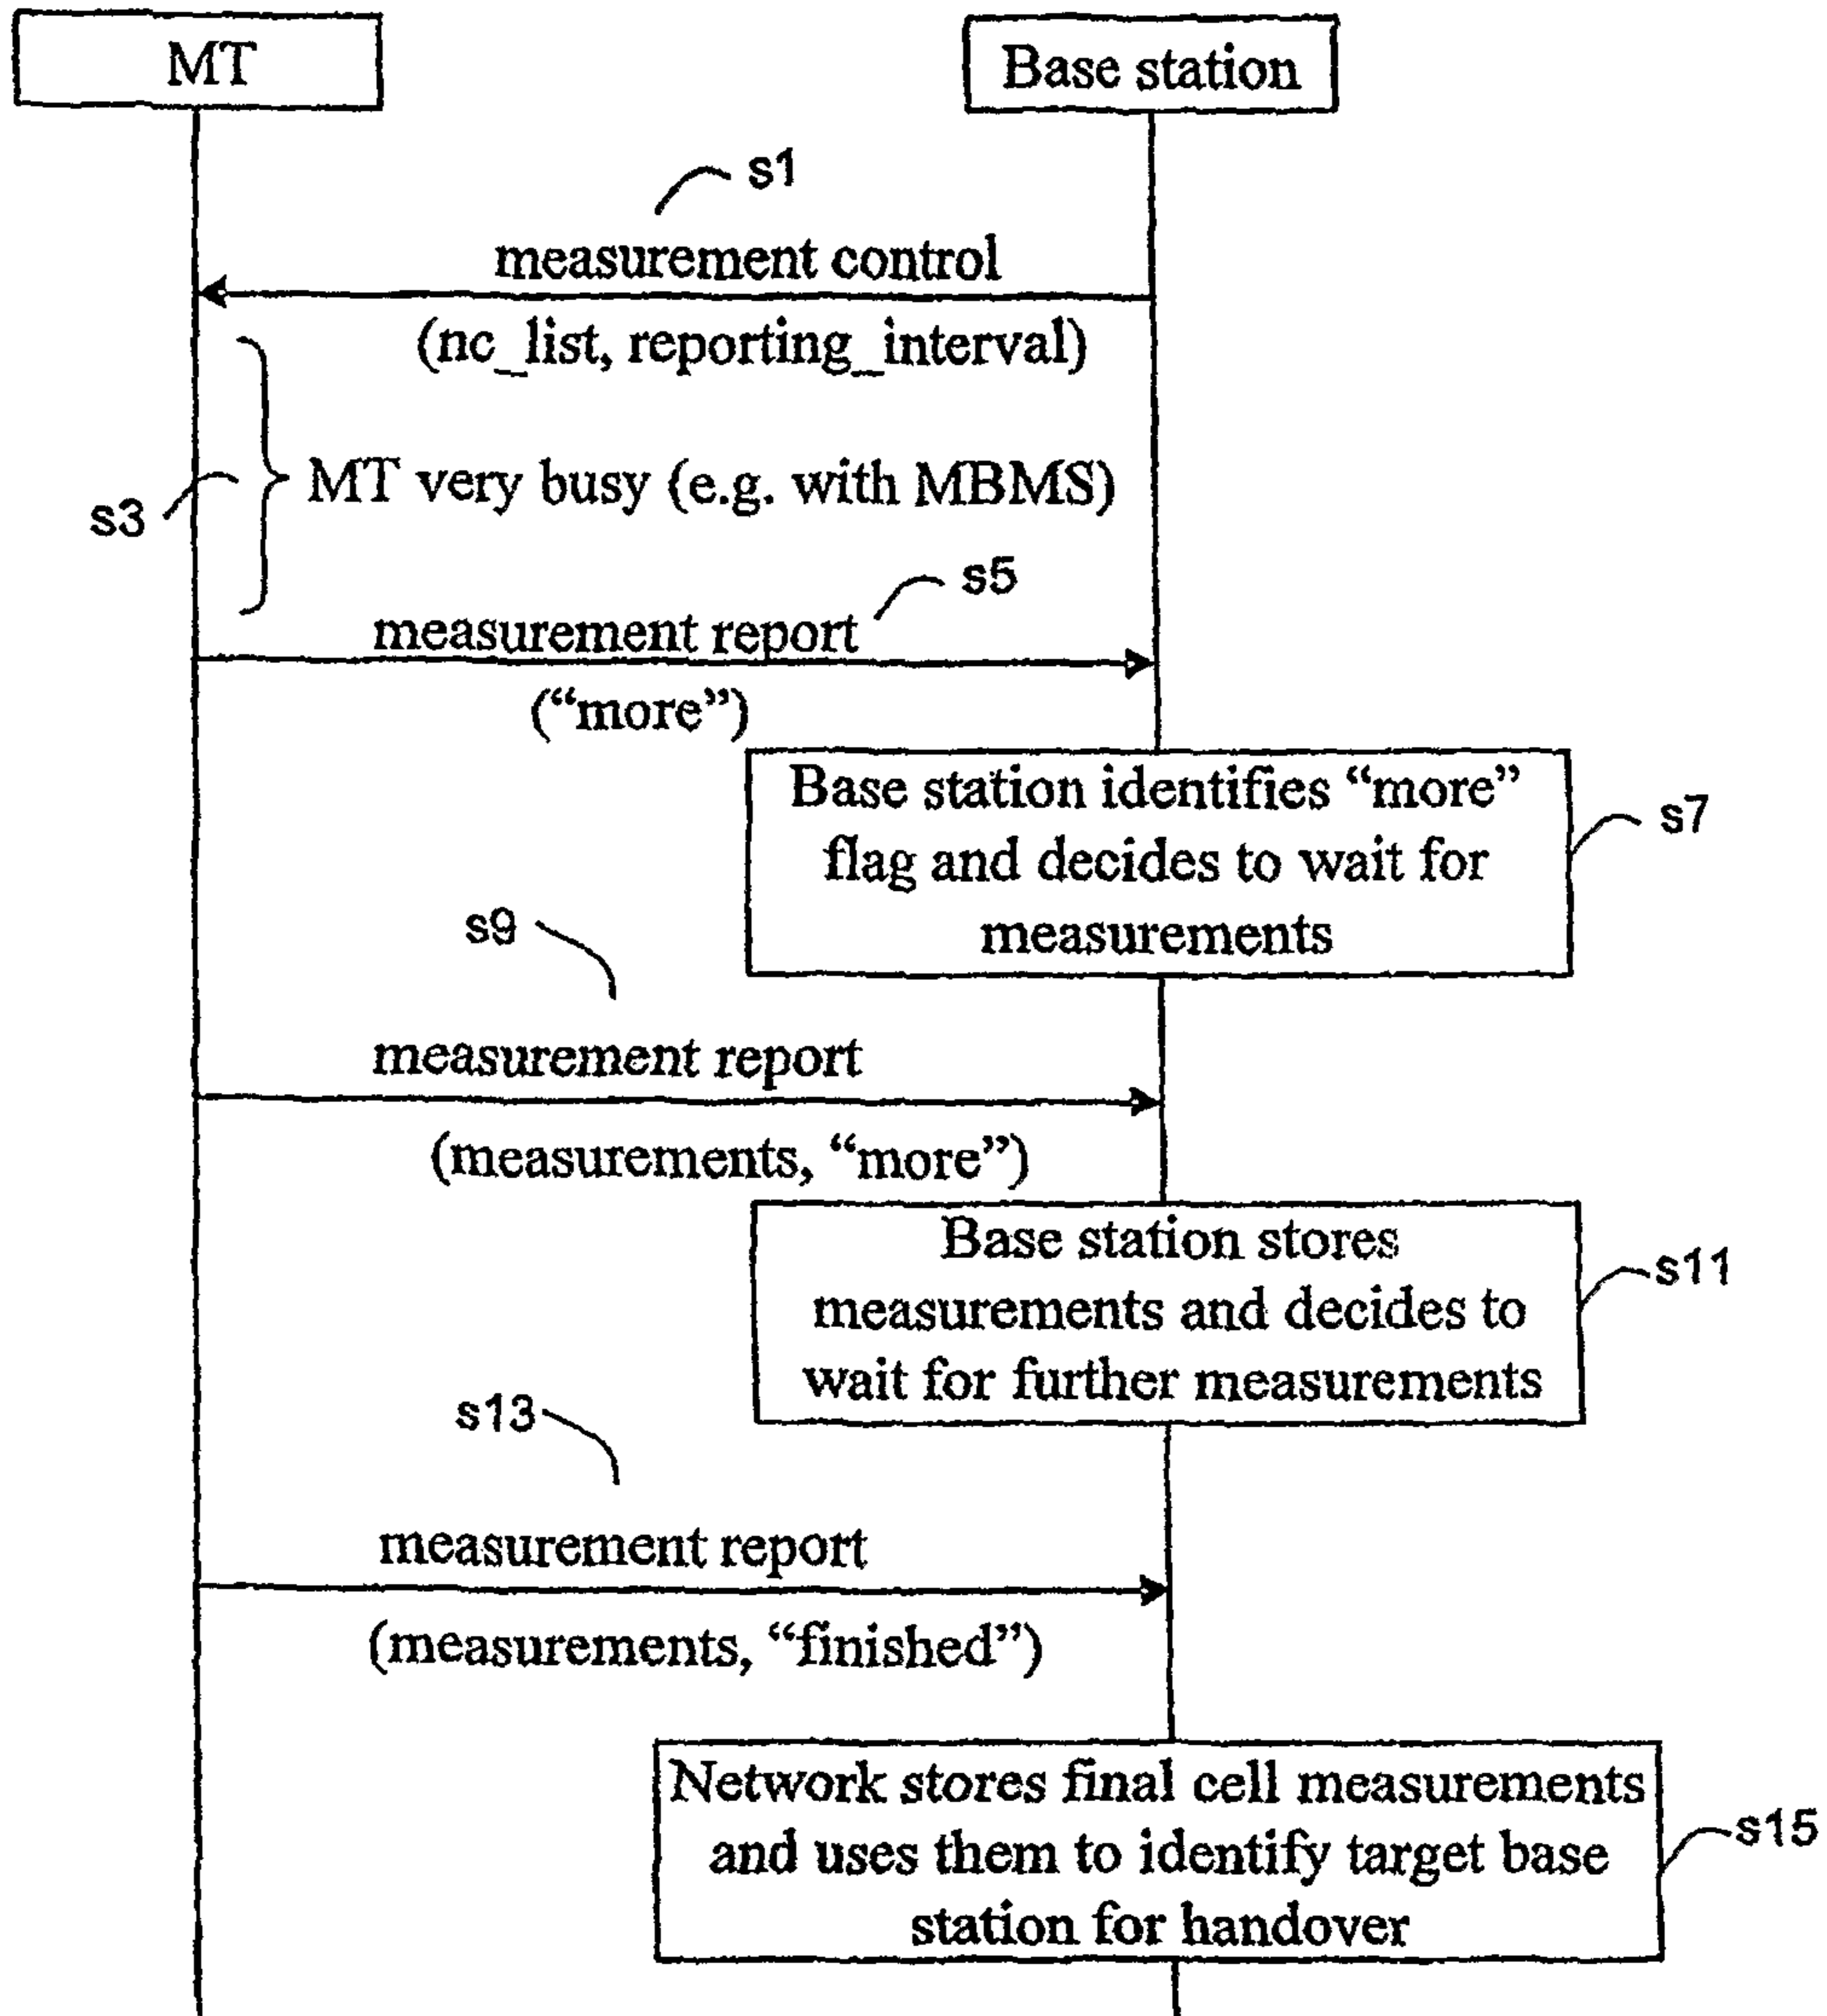 MT
Base station
s1
measurement control
(nc_list, reporting_interval)
s3
MT very busy (e.g. with MBMS)
s5
measurement report
(“more”)
Base station identifies “more”
flag and decides to wait for
measurements
s7
s9
measurement report
(measurements, “more”)
Base station stores
measurements and decides to
wait for further measurements
s11
s13
measurement report
(measurements, “finished”)
Network stores final cell measurements
and uses them to identify target base
station for handover
s15